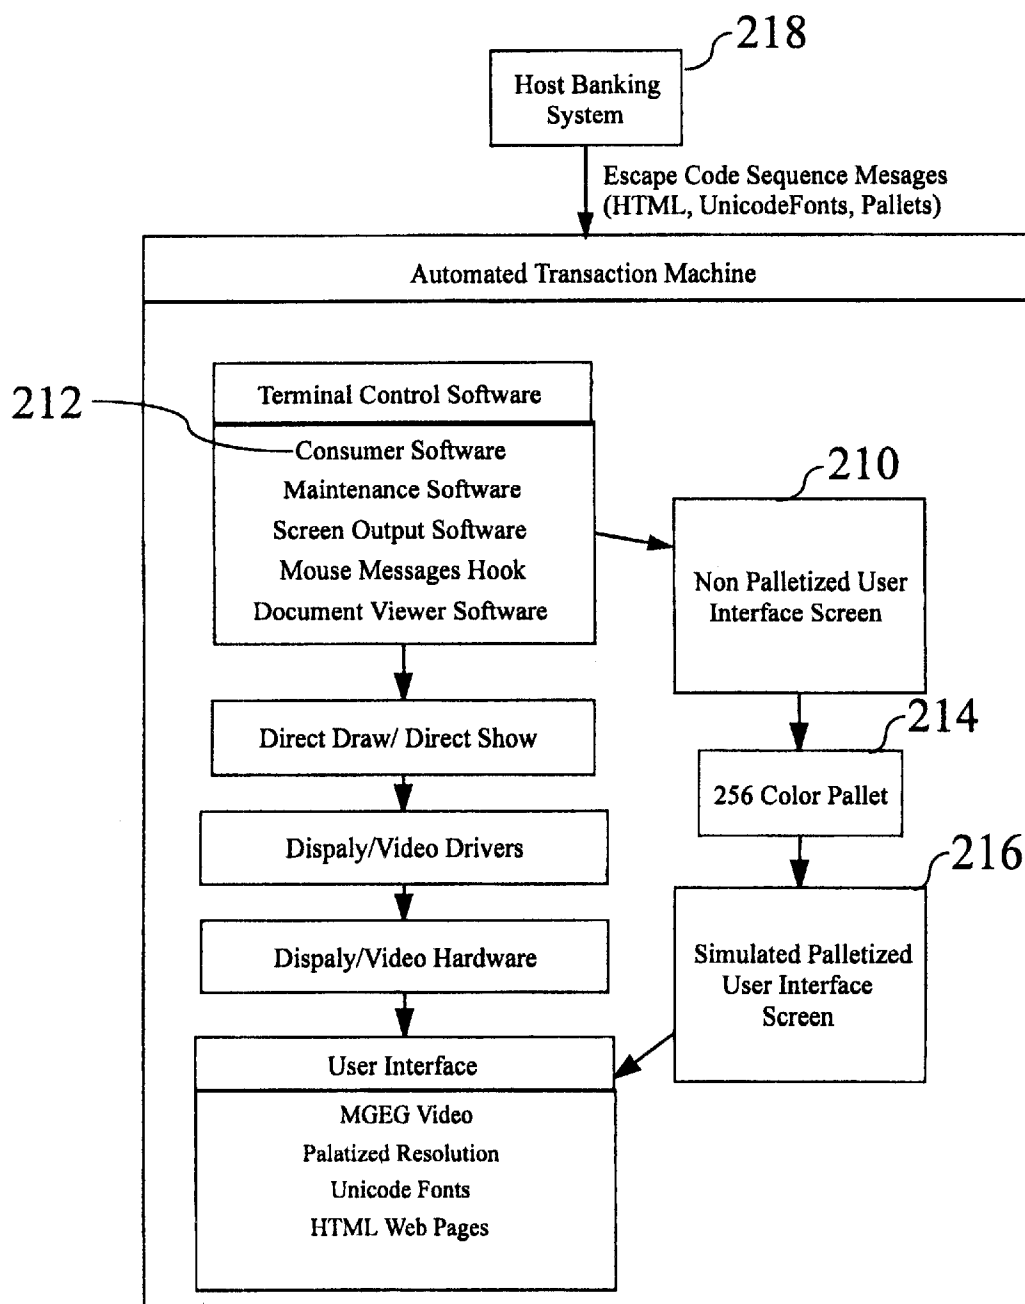 218
Host Banking
System
Escape Code Sequence Mesages
(HTML, UnicodeFonts, Pallets)
Automated Transaction Machine
212
Terminal Control Software
Consumer Software
Maintenance Software
Screen Output Software
Mouse Messages Hook
Document Viewer Software
210
Non Palletized User
Interface Screen
Direct Draw/ Direct Show
214
256 Color Pallet
Dispaly/Video Drivers
216
Dispaly/Video Hardware
Simulated Palletized
User Interface
Screen
User Interface
MGEG Video
Palatized Resolution
Unicode Fonts
HTML Web Pages